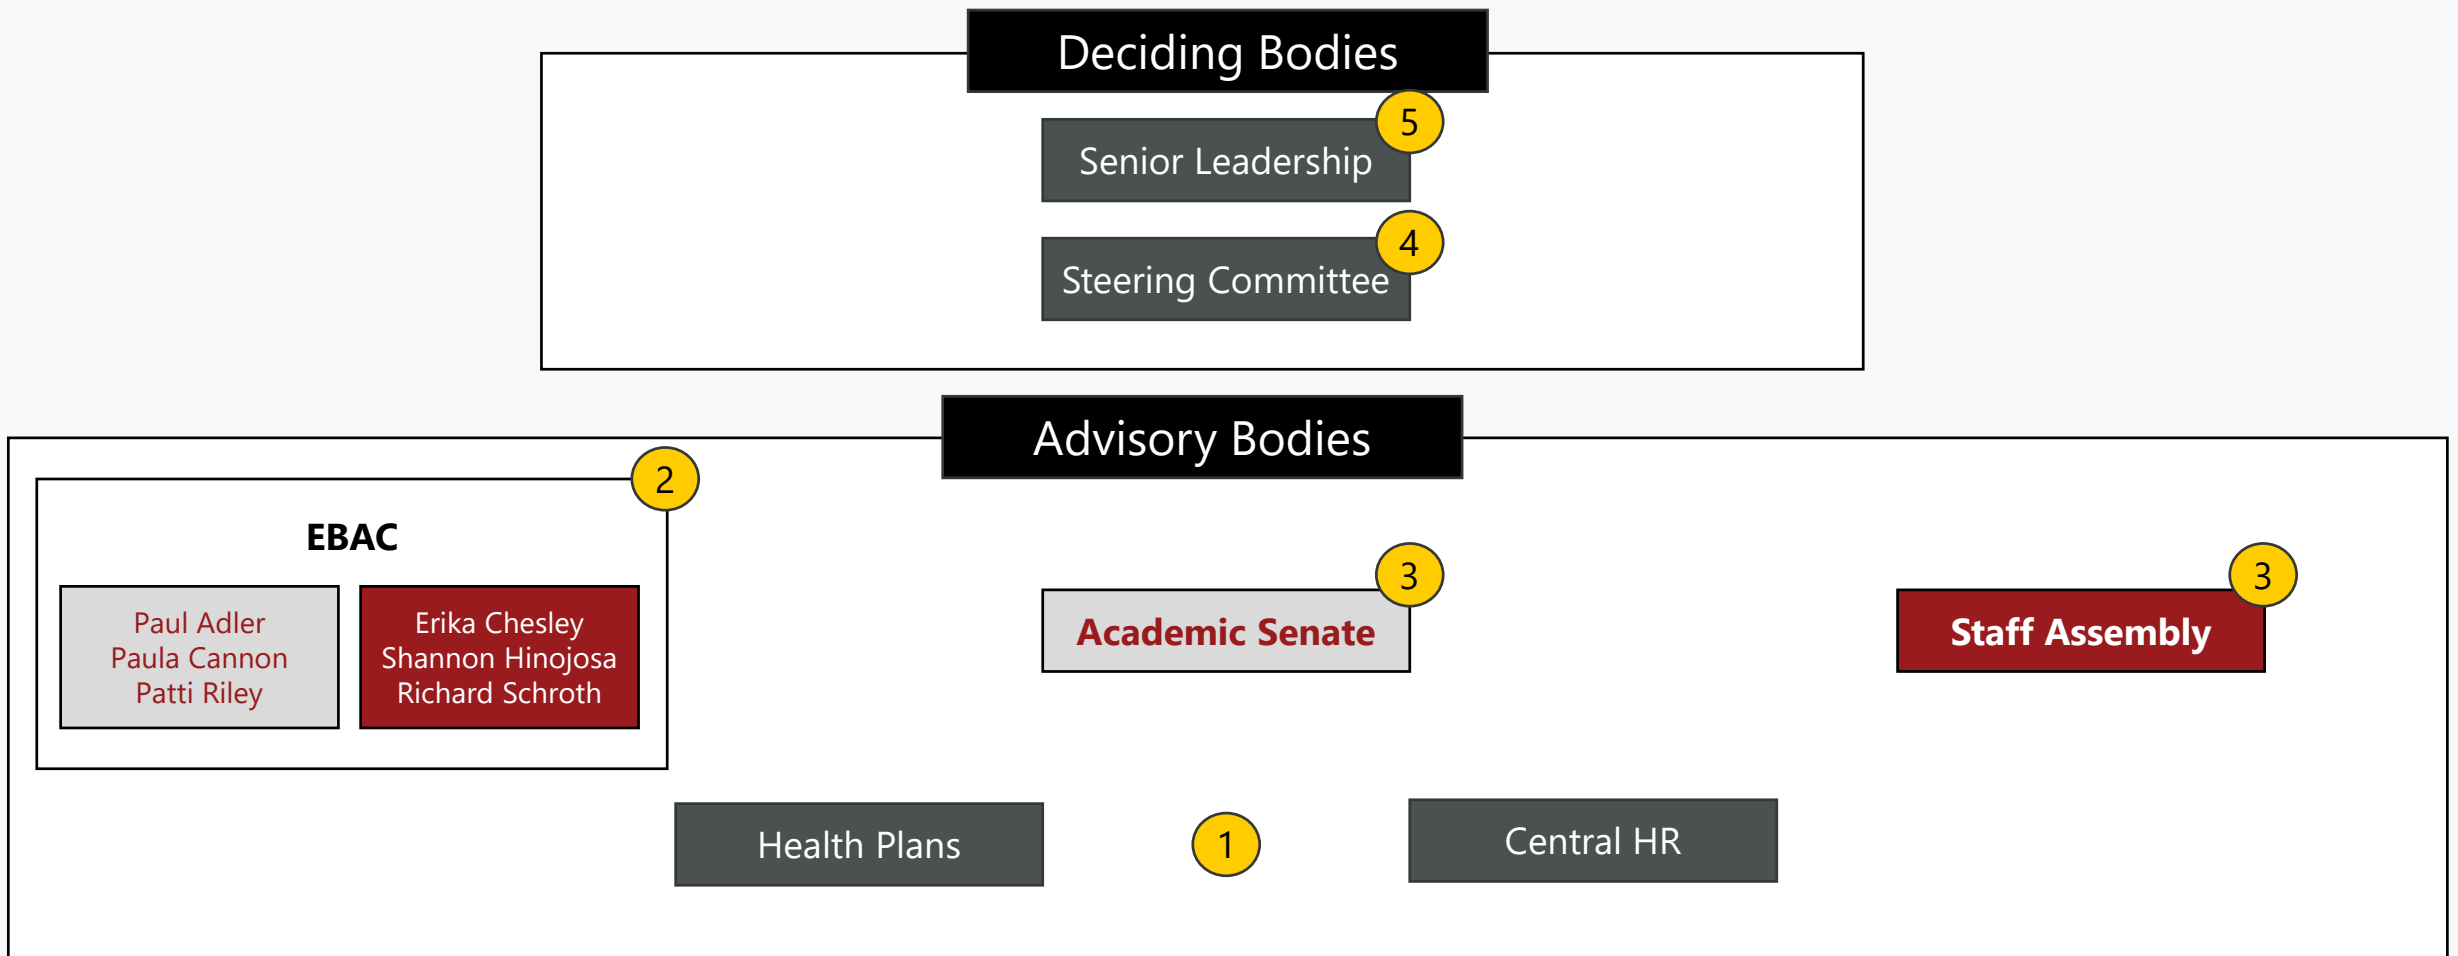 Deciding Bodies
5
Senior Leadership
4
Steering Committee
Advisory Bodies
2
EBAC
Paul Adler
Paula Cannon
Patti Riley
Erika Chesley
Shannon Hinojosa
Richard Schroth
3
Academic Senate
3
Staff Assembly
Health Plans
1
Central HR